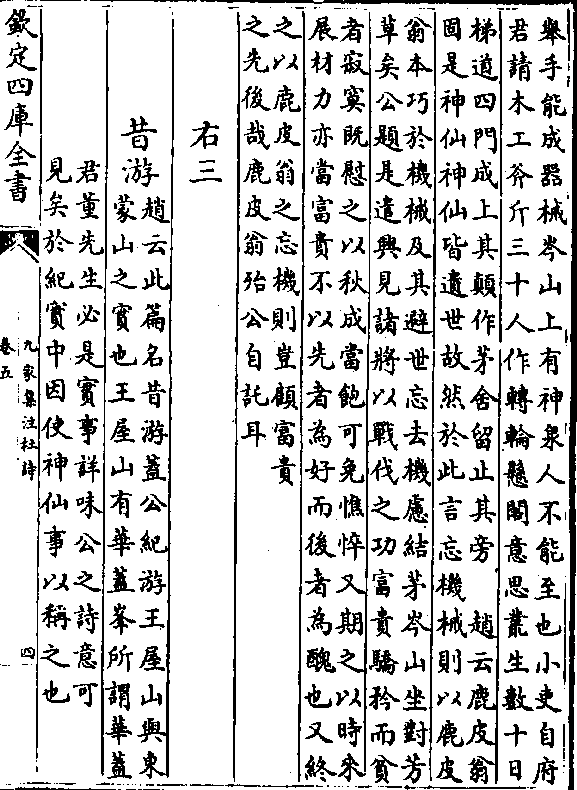 舉手能成器械岑山上有神泉人不能至也小吏自府
君請木工斧斤三十人作轉輪懸閣意思叢生數十日
梯道四門成上其顛作茅舍留止其旁　趙云鹿皮翁
固是神仙神仙皆遺世故然於此言忘機械則以鹿皮
翁本巧於機械及其避世忘去機慮結茅岑山坐對芳
草矣公題是遣興見諸將以戰伐之功富貴驕矜而貧
者寂寞既慰之以秋成當飽可免憔悴又期之以時來
展材力亦當富貴不以先者為好而後者為醜也又終
之以鹿皮翁之忘機則豈顧富貴
之先後哉鹿皮翁殆公自託耳
右三
昔游
趙云此篇名昔游蓋公紀游王屋山與東
蒙山之實也王屋山有華蓋峯所謂華蓋
君董先生必是實事詳味公之詩意可
見矣於紀實中因使神仙事以稱之也
欽定四庫全書
九家集注杜詩
卷五
四